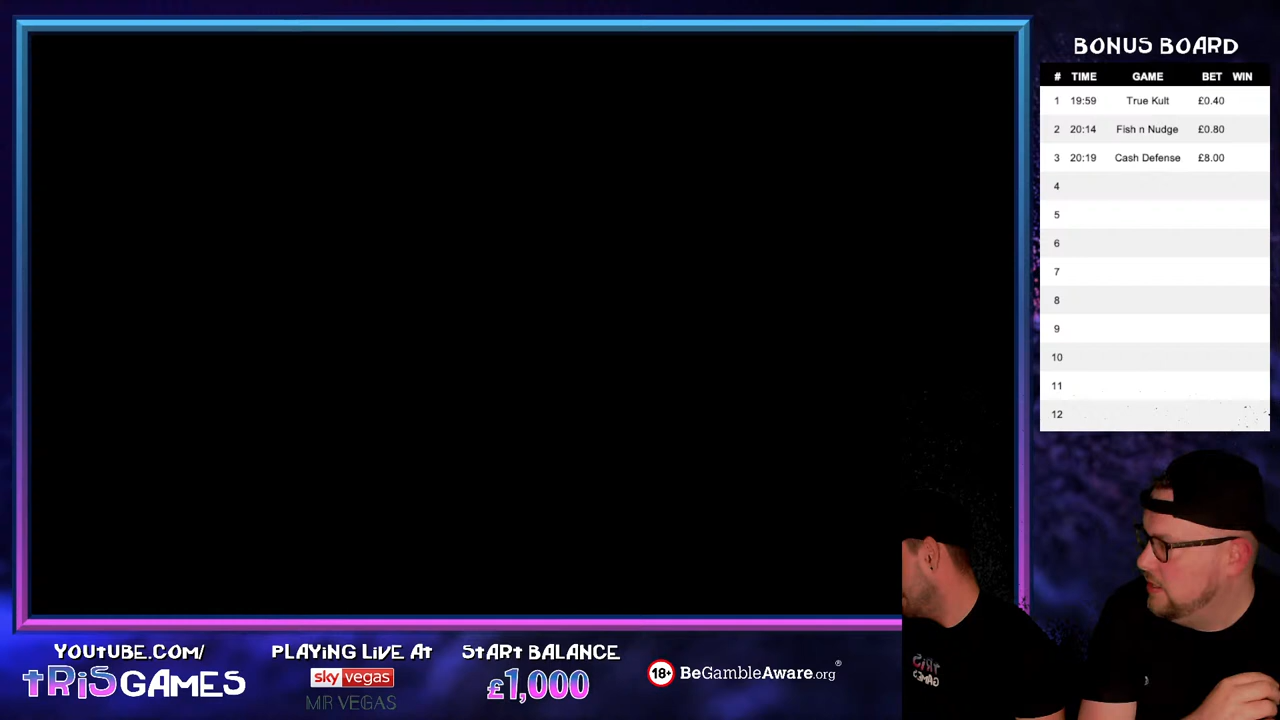 BONUS BOARD
# TIME GAME BET WIN
1 19:59 True Kult £0.40
2 20:14 Fish n Nudge £0.80
3 20:19 Cash Defense £8.00
4
5
6
7
8
9
10
11
12
YOUTUBE.COM/
tRiSGAMES
PLAYING LIVE AT
sky vegas
MR VEGAS
START BALANCE
£1,000
18+ BeGambleAware.org®